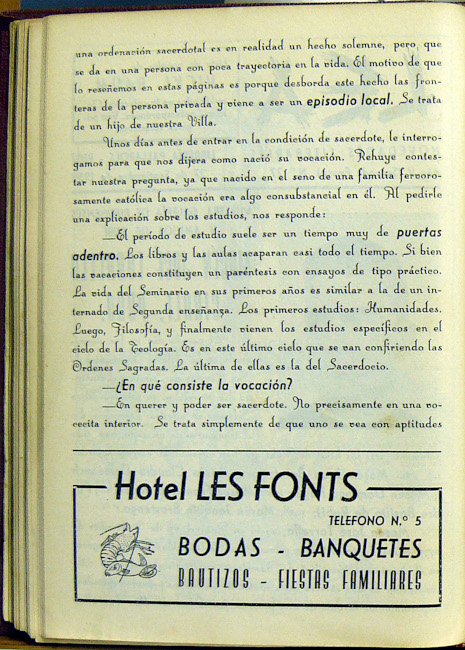 una ordenación sacerdotal es en realidad un hecho solemne, pero que
se da en una persona con poca trayectoria en la vida. El motivo de que
lo reseñemos en estas páginas es porque desborda este hecho las fron-
teras de la persona privada y viene a ser un episodio local. Se trata
de un hijo de nuestra Villa.
Unos días antes de entrar en la condición de sacerdote, le interro-
gamos para que nos dijera como nació su vocación. Rehuye contes-
tar nuestra pregunta, ya que nacido en el seno de una familia fervoro-
samente católica la vocación era algo consubstancial en él. Al pedirle
una explicación sobre los estudios, nos responde:
—El período de estudio suele ser un tiempo muy de puertas
adentro. Los libros y las aulas acaparan casi todo el tiempo. Si bien
las vacaciones constituyen un paréntesis con ensayos de tipo práctico.
La vida del Seminario en sus primeros años es similar a la de un in-
ternado de Segunda enseñanza. Los primeros estudios: Humanidades.
Luego, Filosofía, y finalmente vienen los estudios específicos en el
ciclo de la Teología. Es en este último ciclo que se van confiriendo las
Ordenes Sagradas. La última de ellas es la del Sacerdocio.
—¿En qué consiste la vocación?
—En querer y poder ser sacerdote. No precisamente en una vo-
cecita interior. Se trata simplemente de que uno se vea con aptitudes
Hotel LES FONTS
TELEFONO N.º 5
BODAS - BANQUETES
BAUTIZOS - FIESTAS FAMILIARES